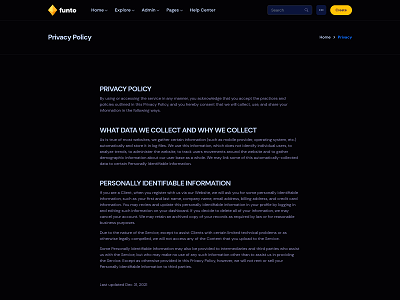 funto
Home
Explore
Admin
Pages
Help Center
Search
EN
Create
Privacy Policy
Home > Privacy
PRIVACY POLICY
By using or accessing the service in any manner, you acknowledge that you accept the practices and
policies outlined in this Privacy Policy, and you hereby consent that we will collect, use and share your
information in the following ways.
WHAT DATA WE COLLECT AND WHY WE COLLECT
As is true of most websites, we gather certain information (such as mobile provider, operating system, etc.)
automatically and store it in log files. We use this information, which does not identify individual users, to
analyze trends, to administer the website, to track users movements around the website and to gather
demographic information about our user base as a whole. We may link some of this automatically-collected
data to certain Personally Identifiable Information.
PERSONALLY IDENTIFIABLE INFORMATION
If you are a Client, when you register with us via our Website, we will ask you for some personally identifiable
information, such as your first and last name, company name, email address, billing address, and credit card
information. You may review and update this personally identifiable information in your profile by logging in
and editing such information on your dashboard. If you decide to delete all of your information, we may
cancel your account. We may retain an archived copy of your records as required by law or for reasonable
business purposes.
Due to the nature of the Service, except to assist Clients with certain limited technical problems or as
otherwise legally compelled, we will not access any of the Content that you upload to the Service.
Some Personally Identifiable Information may also be provided to intermediaries and third parties who assist
us with the Service, but who may make no use of any such information other than to assist us in providing
the Service. Except as otherwise provided in this Privacy Policy, however, we will not rent or sell your
Personally Identifiable Information to third parties.
Last updated Dec 31, 2021